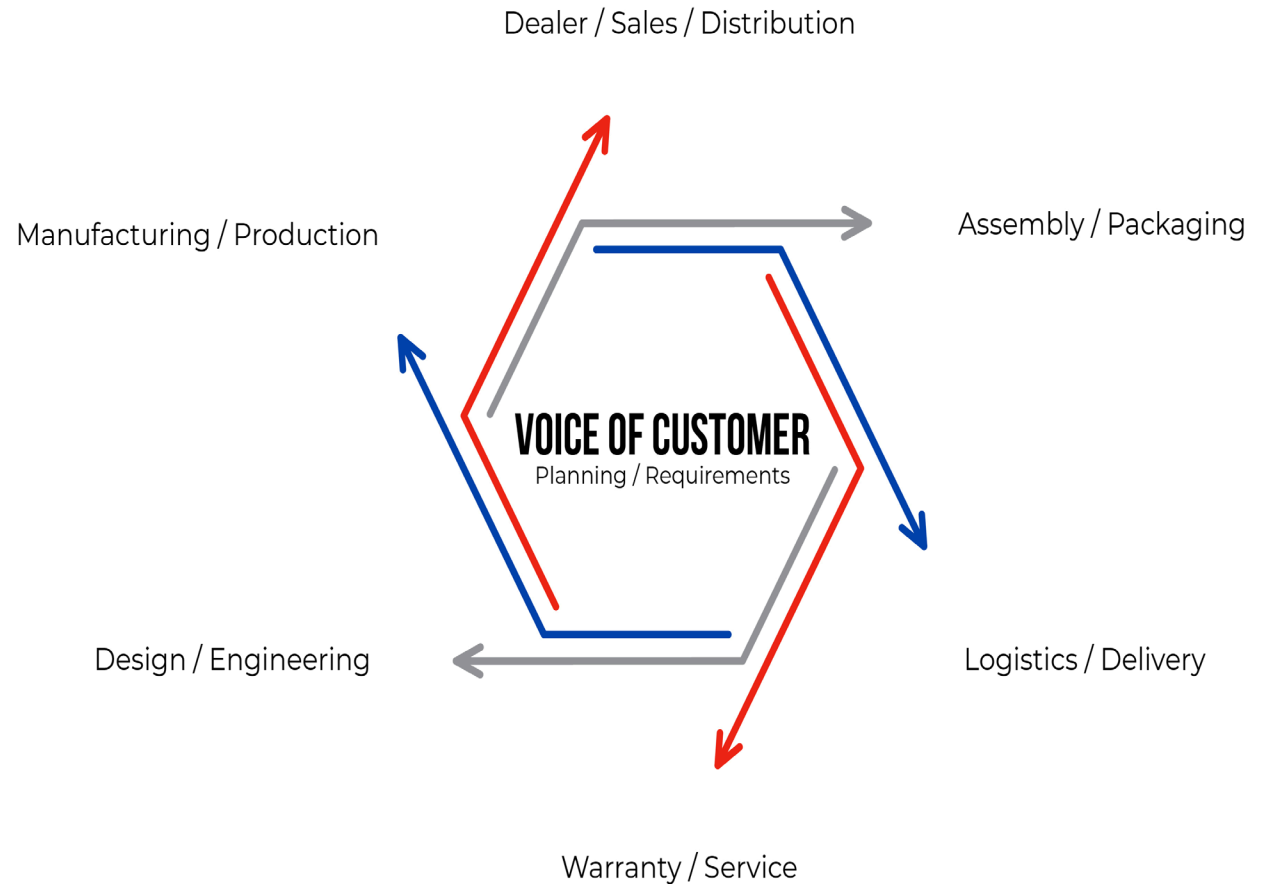 Dealer / Sales / Distribution
Manufacturing / Production
Assembly / Packaging
VOICE OF CUSTOMER
Planning / Requirements
Design / Engineering
Logistics / Delivery
Warranty / Service